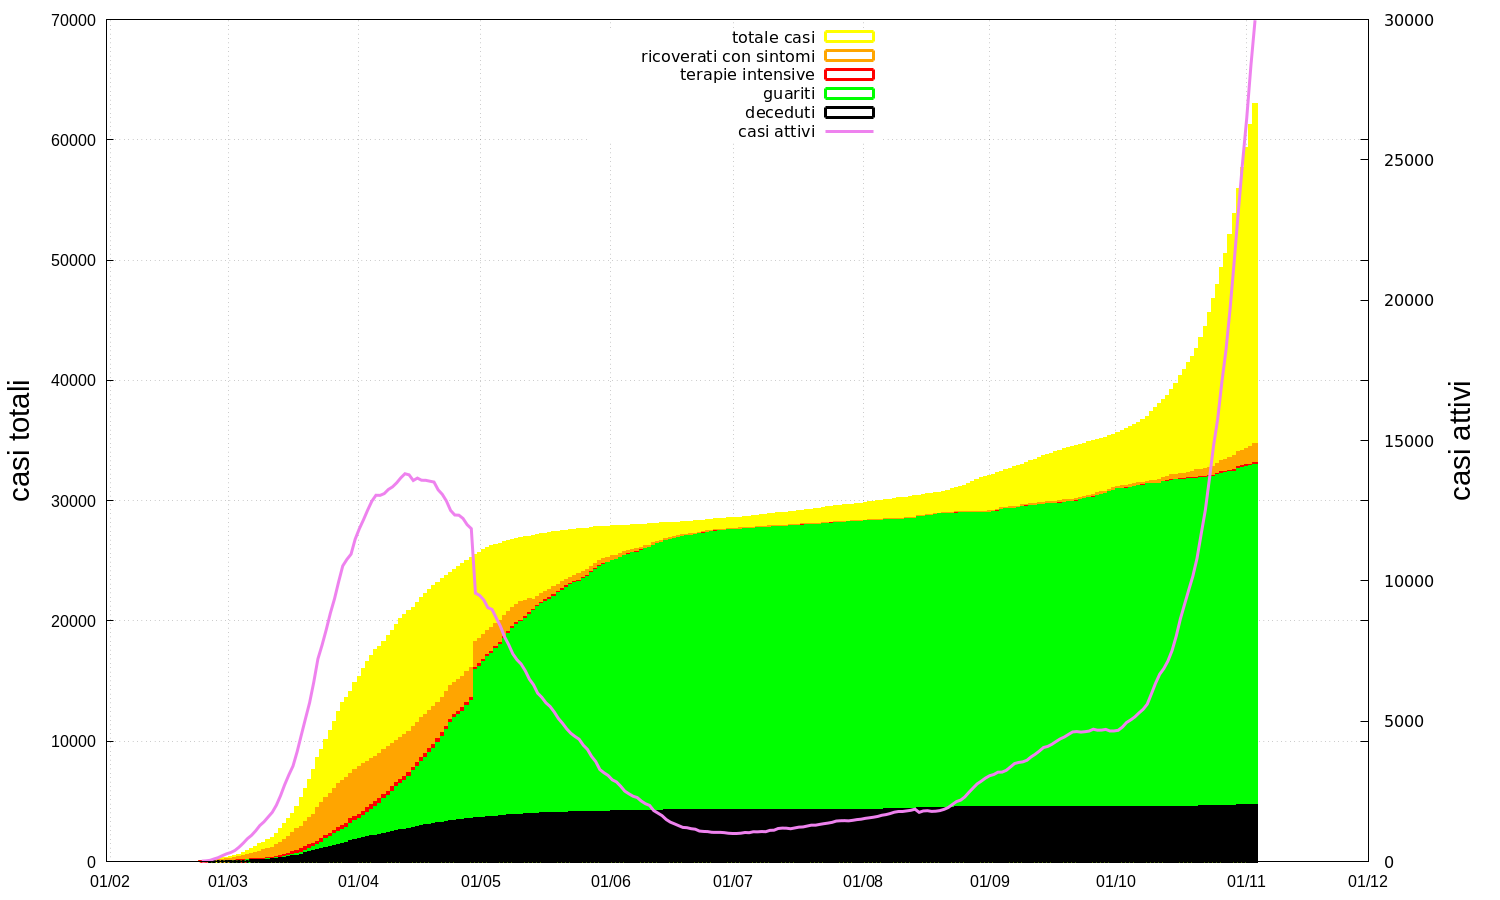 totale casi
ricoverati con sintomi
terapie intensive
guariti
deceduti
casi attivi
70000
60000
50000
40000
30000
20000
10000
0
casi totali
30000
25000
20000
15000
10000
5000
0
casi attivi
01/02 01/03 01/04 01/05 01/06 01/07 01/08 01/09 01/10 01/11 01/12